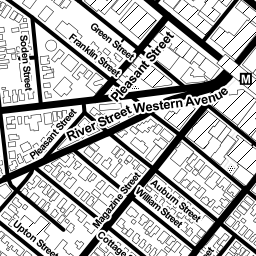 Green Street
Pleasant Street
Franklin Street
Soden Street
M
Western Avenue
River Street
Pleasant Street
Magazine Street
Auburn Street
William Street
Upton Street
Cottage S